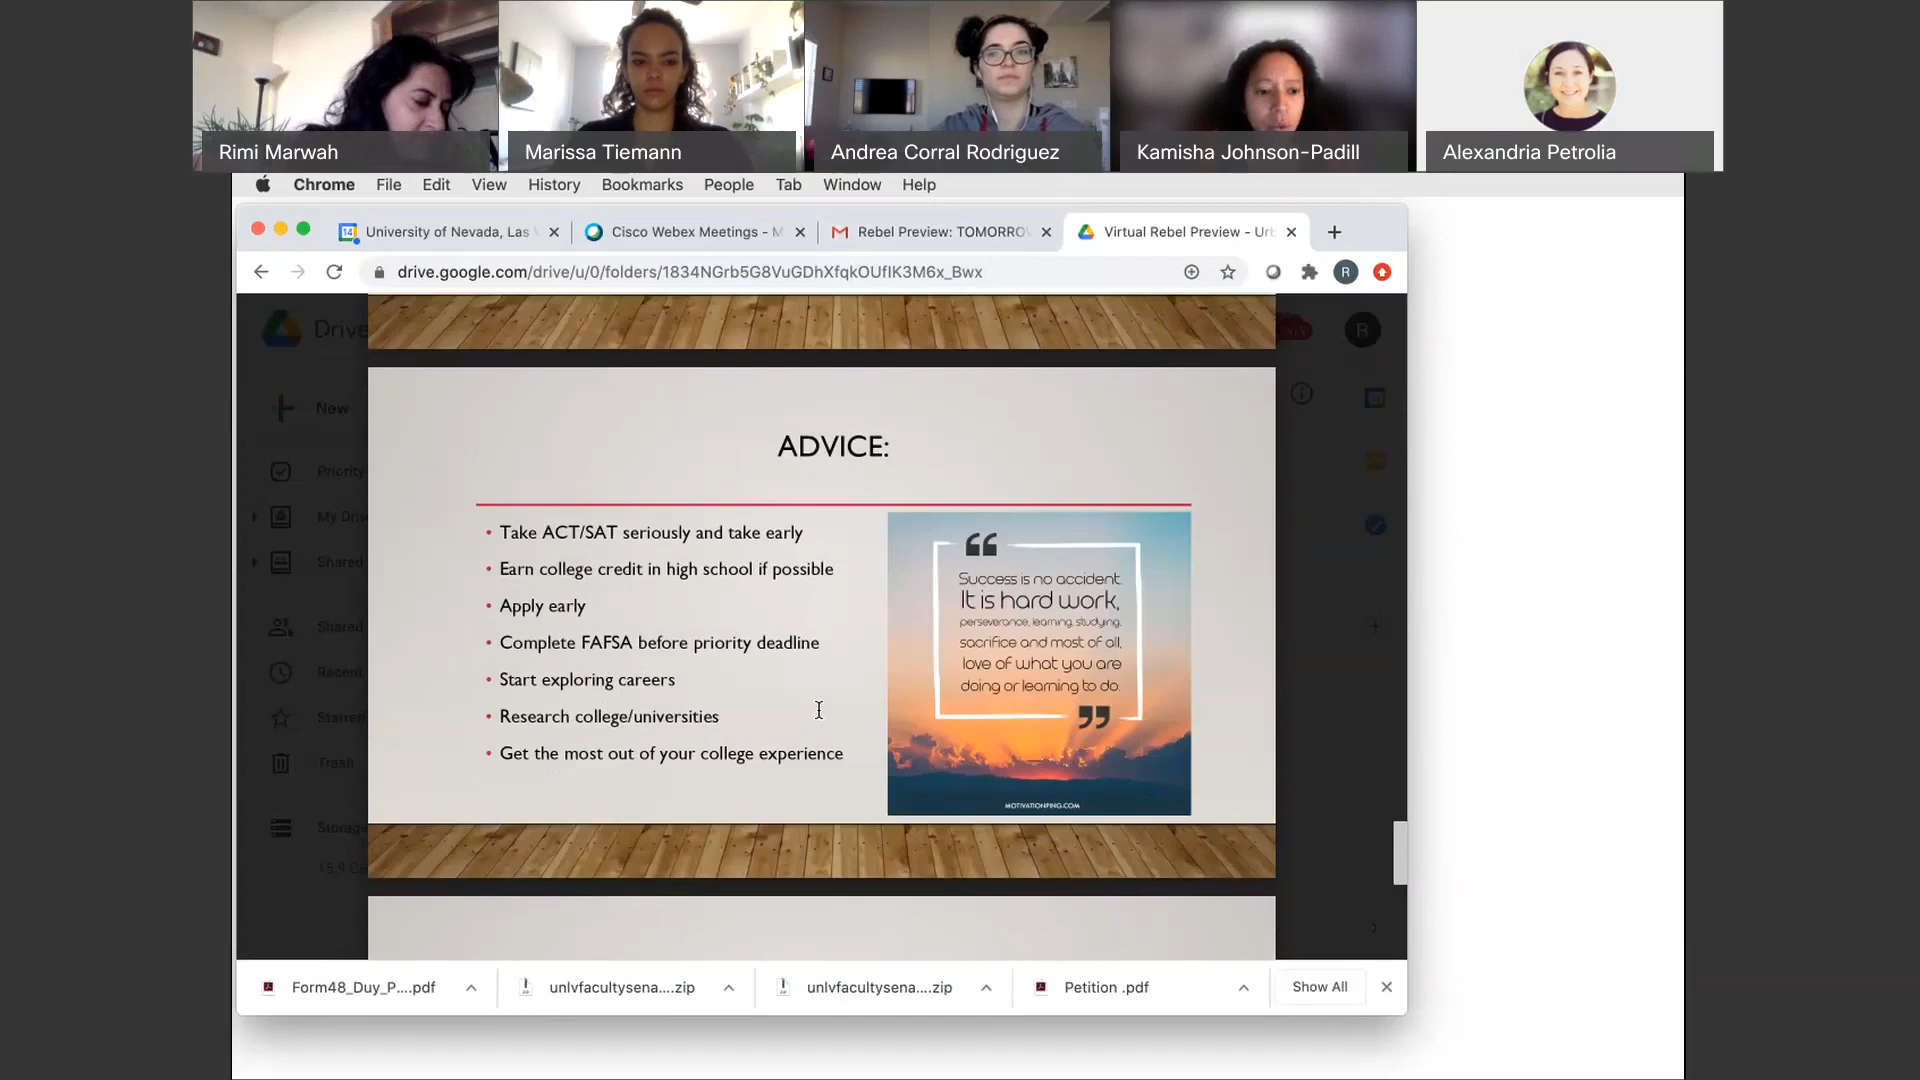 Rimi Marwah
Marissa Tiemann
Andrea Corral Rodriguez
Kamisha Johnson-Padill
Alexandria Petrolia
Chrome File Edit View History Bookmarks People Tab Window Help
14 University of Nevada, Las
Cisco Webex Meetings - M
Rebel Preview: TOMORRO
Virtual Rebel Preview - Ur
drive.google.com/drive/u/0/folders/1834NGrb5G8VuGDhXfqkOUfIK3M6x_Bwx
R
Drive
R
New
Priority
My Driv
Shared
Shared
Recent
Starred
Trash
Storage
ADVICE:
• Take ACT/SAT seriously and take early
• Earn college credit in high school if possible
• Apply early
• Complete FAFSA before priority deadline
• Start exploring careers
• Research college/universities
• Get the most out of your college experience
“
Success is no accident.
It is hard work,
perseverance, learning, studying,
sacrifice and most of all,
love of what you are
doing or learning to do.
”
MOTIVATIONPING.COM
Form48_Duy_P....pdf
unlvfacultysena....zip
unlvfacultysena....zip
Petition .pdf
Show All